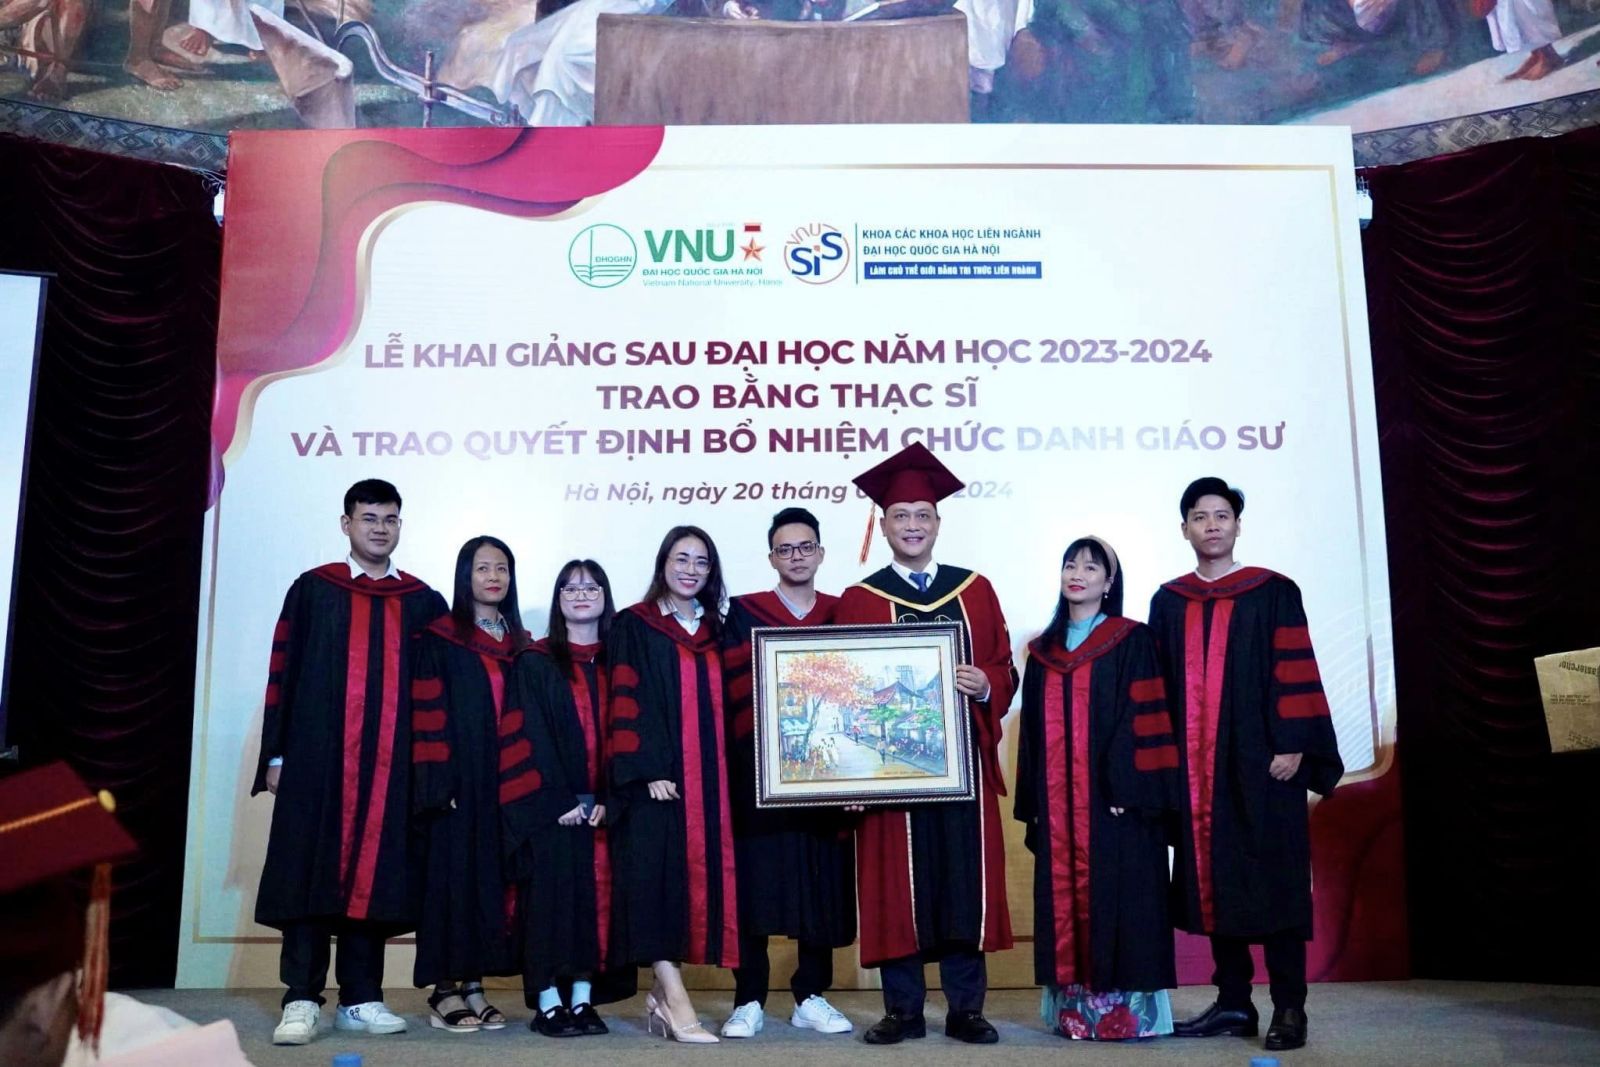 ĐHQGHN
VNU
ĐẠI HỌC QUỐC GIA HÀ NỘI
Vietnam National University, Hanoi
VNU
SiS
KHOA CÁC KHOA HỌC LIÊN NGÀNH
ĐẠI HỌC QUỐC GIA HÀ NỘI
LÀM CHỦ THẾ GIỚI BẰNG TRI THỨC LIÊN NGÀNH
LỄ KHAI GIẢNG SAU ĐẠI HỌC NĂM HỌC 2023-2024
TRAO BẰNG THẠC SĨ
VÀ TRAO QUYẾT ĐỊNH BỔ NHIỆM CHỨC DANH GIÁO SƯ
Hà Nội, ngày 20 tháng 2024